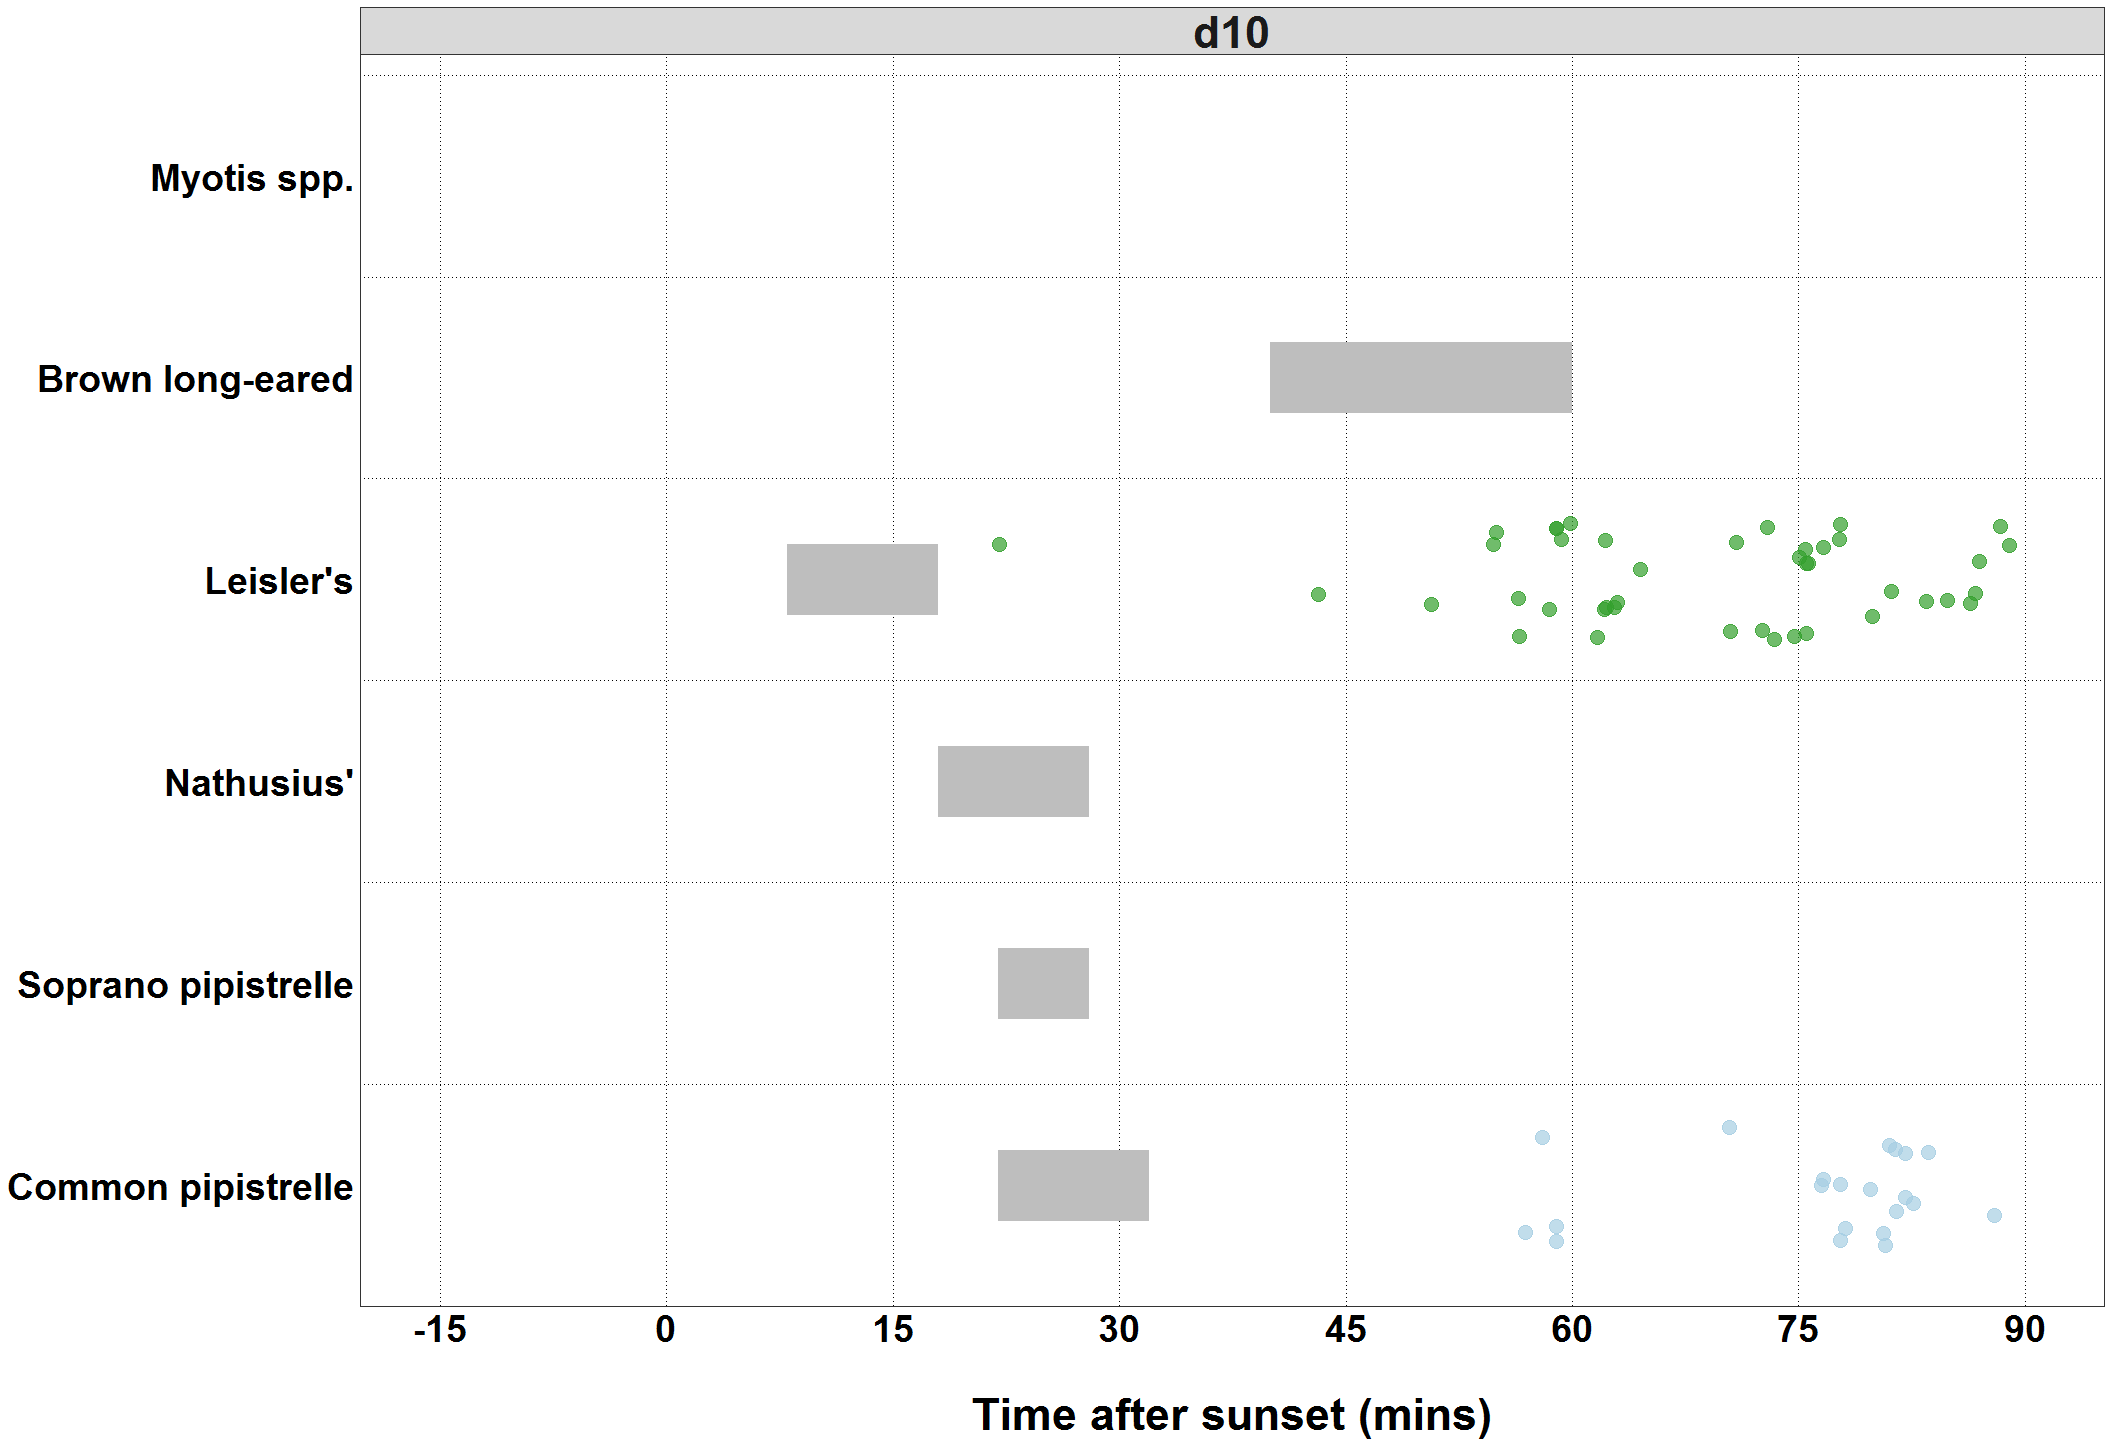 d10
Myotis spp.
Brown long-eared
Leisler's
Nathusius'
Soprano pipistrelle
Common pipistrelle
-15 0 15 30 45 60 75 90
Time after sunset (mins)